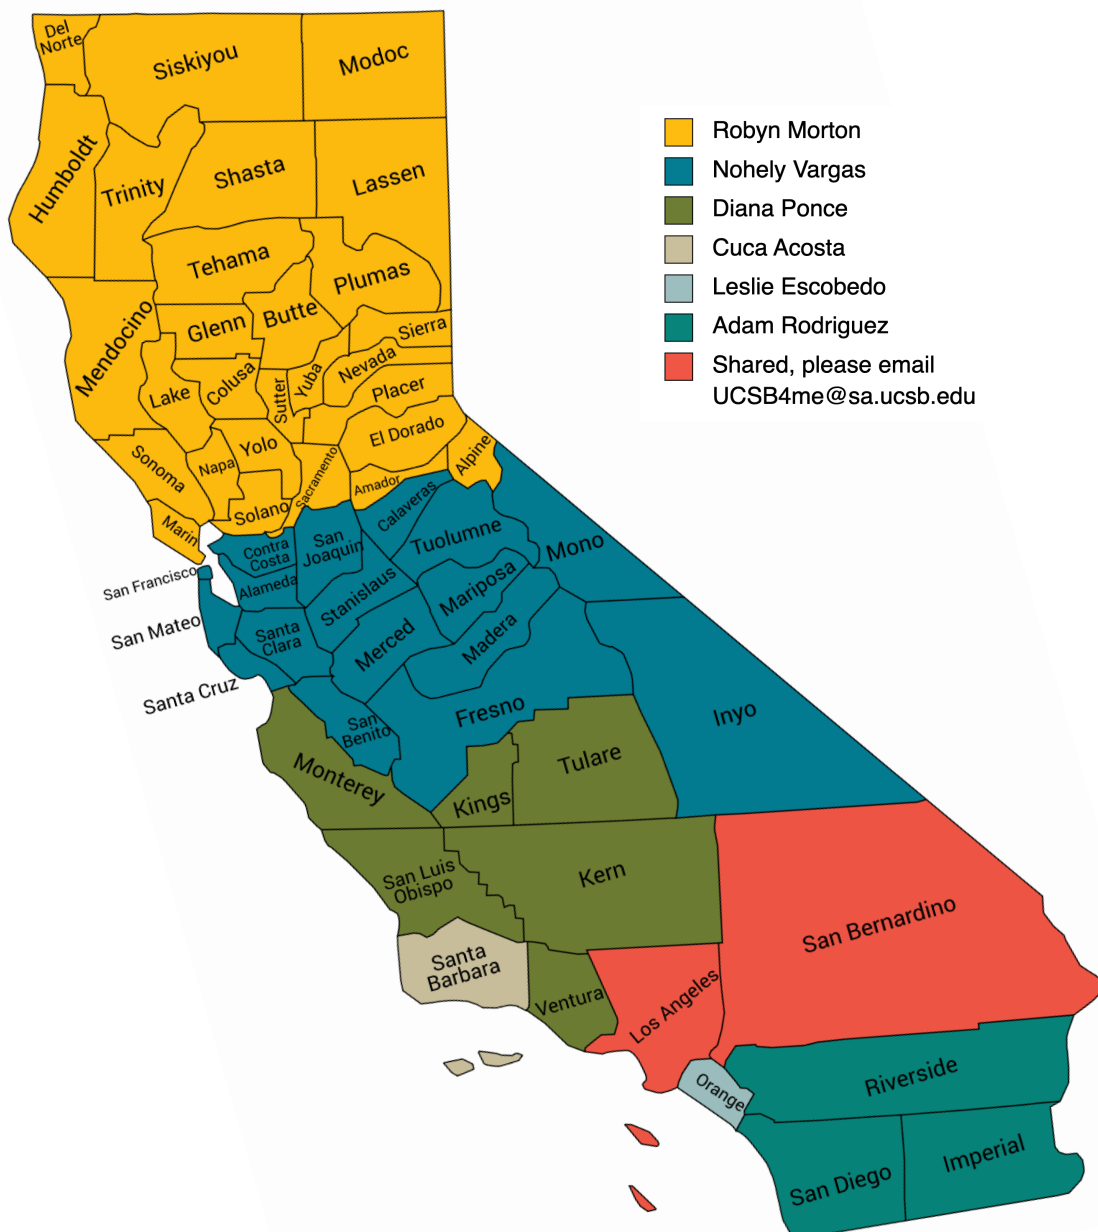 Del
Norte
Siskiyou
Modoc
Humboldt
Trinity
Shasta
Lassen
Tehama
Plumas
Mendocino
Glenn
Butte
Sierra
Lake
Colusa
Sutter
Yuba
Nevada
Placer
Sonoma
Napa
Yolo
El Dorado
Marin
Solano
Sacramento
Amador
Alpine
Calaveras
Tuolumne
Mono
Contra
Costa
San
Joaquin
San Francisco
Alameda
Stanislaus
Mariposa
San Mateo
Santa
Clara
Merced
Madera
Santa Cruz
San
Benito
Fresno
Inyo
Monterey
Kings
Tulare
San Luis
Obispo
Kern
San Bernardino
Santa
Barbara
Ventura
Los Angeles
Orange
Riverside
San Diego
Imperial
Robyn Morton
Nohely Vargas
Diana Ponce
Cuca Acosta
Leslie Escobedo
Adam Rodriguez
Shared, please email
UCSB4me@sa.ucsb.edu